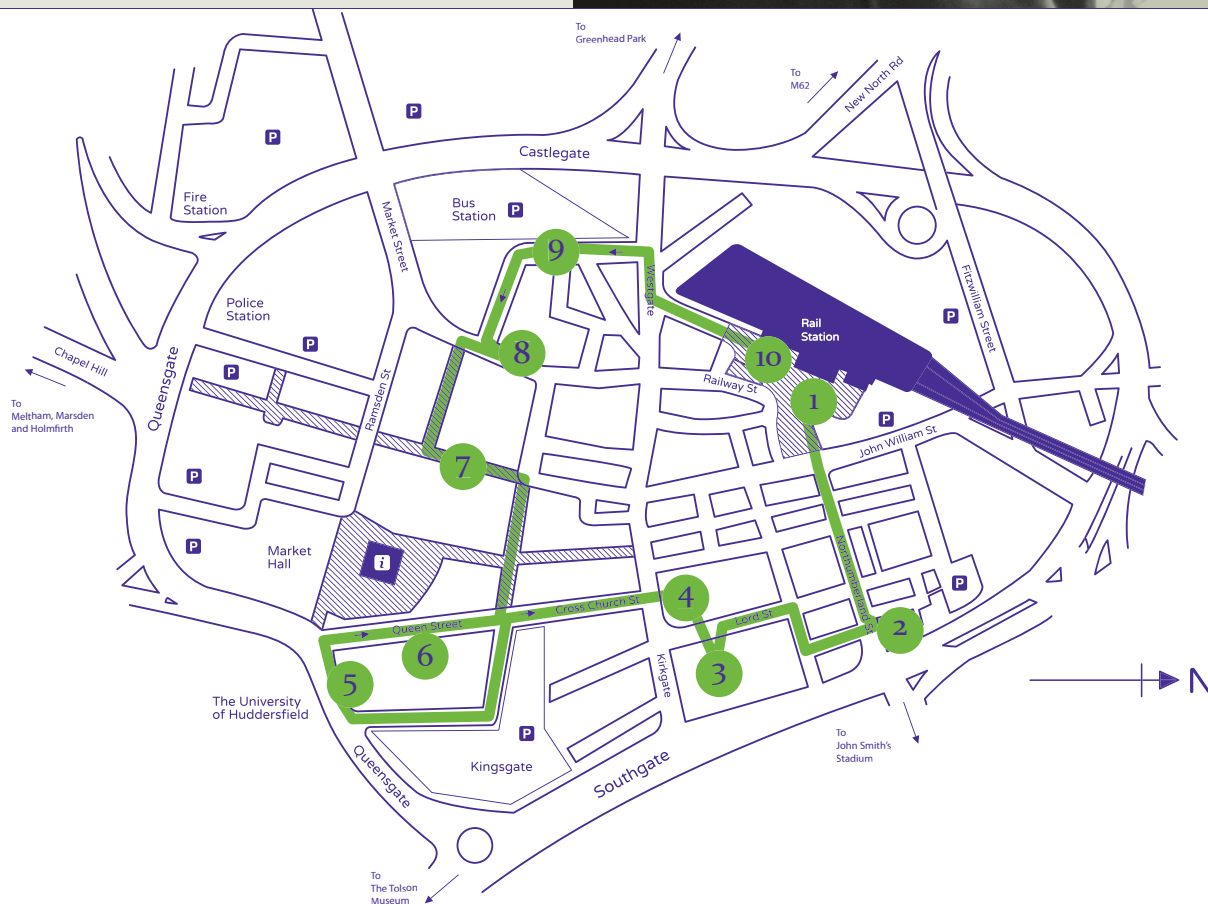 To
Greenhead Park
To
M62
New North Rd
P
P
Castlegate
Fire
Station
Bus
Station
P
Market Street
9
Westgate
Fitzwilliam Street
Police
Station
P
Rail
Station
P
Chapel Hill
Queensgate
P
8
10
Railway St
1
To
Meltham, Marsden
and Holmfirth
Ramsden St
P
John William St
7
P
P
Market
Hall
i
Northumberland St
P
4
Cross Church St
Queen Street
Lord St
2
6
5
3
Kirkgate
N
The University
of Huddersfield
P
To
John Smith's
Stadium
Queensgate
Kingsgate
Southgate
To
The Tolson
Museum